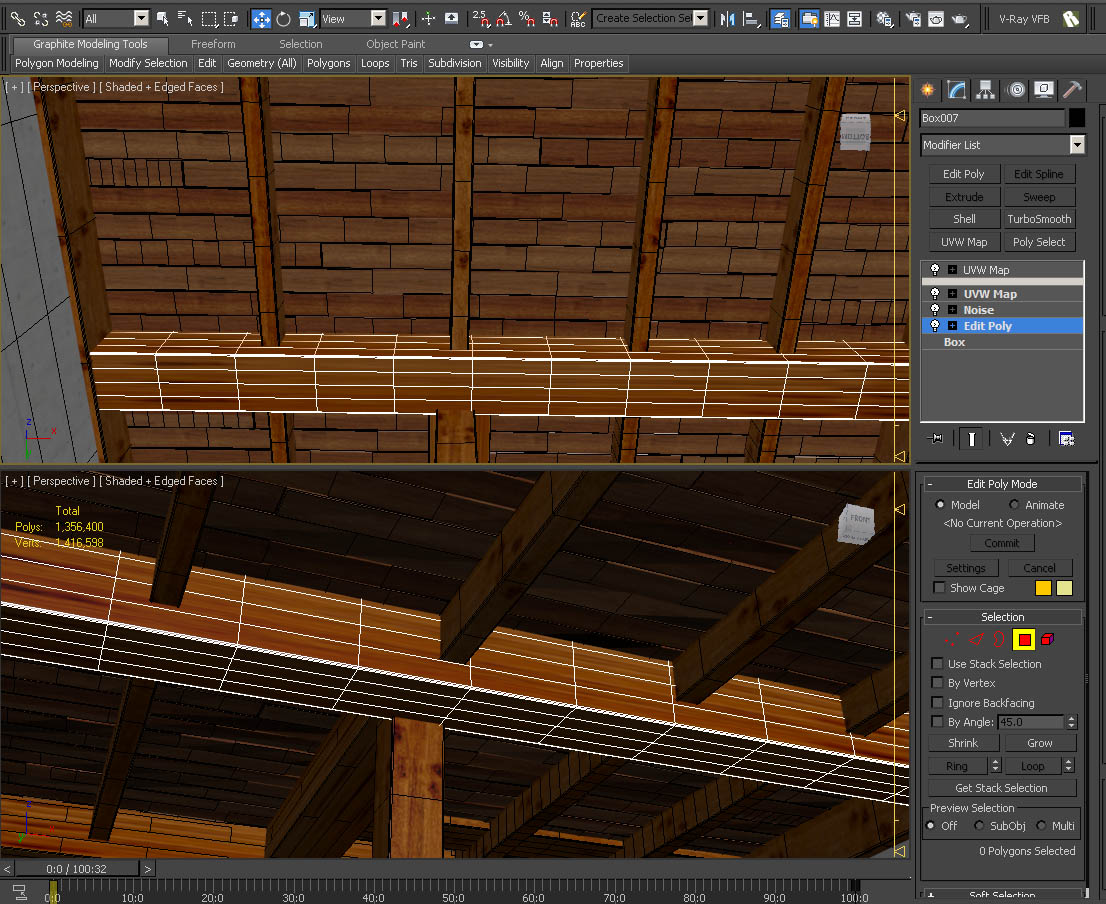 All View 2.5 % ABC Create Selection Se V-Ray VFB
Graphite Modeling Tools Freeform Selection Object Paint
Polygon Modeling Modify Selection Edit Geometry (All) Polygons Loops Tris Subdivision Visibility Align Properties
[ + ] [ Perspective ] [ Shaded + Edged Faces ]
BOTTOM
z
x
y
[ + ] [ Perspective ] [ Shaded + Edged Faces ]
Total
Polys: 1,356,400
Verts: 1,416,598
FRONT
0:0 / 100:32
0:0 10:0 20:0 30:0 40:0 50:0 60:0 70:0 80:0 90:0 100:0
Box007
Modifier List
Edit Poly Edit Spline
Extrude Sweep
Shell TurboSmooth
UVW Map Poly Select
UVW Map
UVW Map
Noise
Edit Poly
Box
Edit Poly Mode
Model Animate
<No Current Operation>
Commit
Settings Cancel
Show Cage
Selection
Use Stack Selection
By Vertex
Ignore Backfacing
By Angle: 45.0
Shrink Grow
Ring Loop
Get Stack Selection
Preview Selection
Off SubObj Multi
0 Polygons Selected
Soft Selection